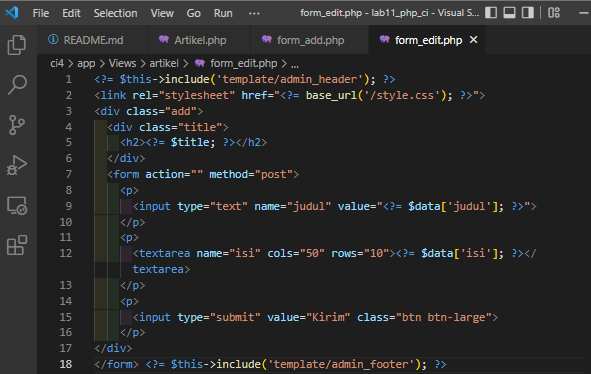 File Edit Selection View Go Run ··· form_edit.php - lab11_php_ci - Visual S...
README.md Artikel.php form_add.php form_edit.php ×
ci4 > app > Views > artikel > form_edit.php > ...
1 <?= $this->include('template/admin_header'); ?>
2 <link rel="stylesheet" href="<?= base_url('/style.css'); ?>">
3 <div class="add">
4 <div class="title">
5 <h2><?= $title; ?></h2>
6 </div>
7 <form action="" method="post">
8 <p>
9 <input type="text" name="judul" value="<?= $data['judul']; ?>">
10 </p>
11 <p>
12 <textarea name="isi" cols="50" rows="10"><?= $data['isi']; ?></
textarea>
13 </p>
14 <p>
15 <input type="submit" value="Kirim" class="btn btn-large">
16 </p>
17 </div>
18 </form> <?= $this->include('template/admin_footer'); ?>